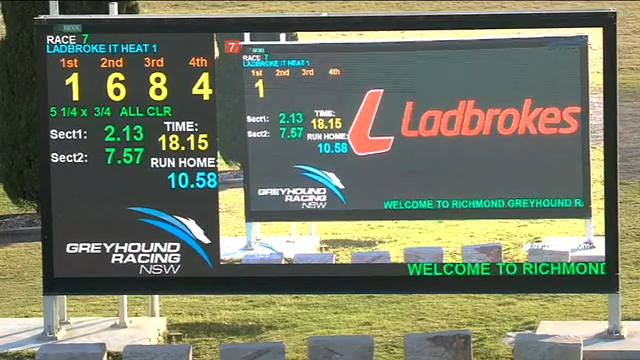 RACE 7
LADBROKE IT HEAT 1
1st 2nd 3rd 4th
1 6 8 4
5 1/4 x 3/4 ALL CLR
Sect1: 2.13
Sect2: 7.57
TIME:
18.15
RUN HOME:
10.58
GREYHOUND
RACING
NSW
7
RACE 7
LADBROKE IT HEAT 1
1st 2nd 3rd 4th
1
Sect1: 2.13
Sect2: 7.57
TIME:
18.15
RUN HOME:
10.58
Ladbrokes
GREYHOUND
RACING
NSW
WELCOME TO RICHMOND GREYHOUND RA
WELCOME TO RICHMOND